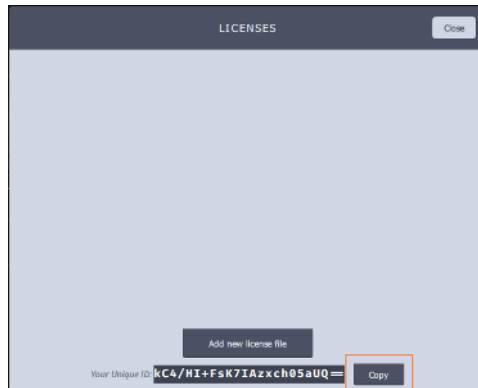 LICENSES
Close
Add new license file
Your Unique ID: kC4/HI+FsK7IAzxch05aUQ==
Copy